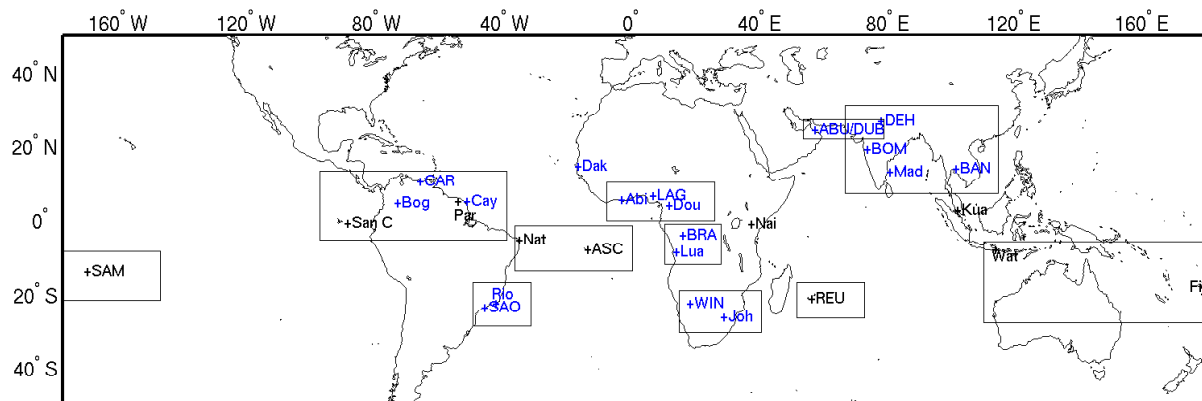 160° W 120° W 80° W 40° W 0° 40° E 80° E 120° E 160° E
40° N
20° N
0°
20° S
40° S
DEH
ABU/DUB
BOM
Mad
BAN
Dak
CAR
Bog
Cay
Par
San C
LAG
Abi
Dou
Kua
Nai
Nat
ASC
BRA
Lua
Wat
SAM
Fi
Rio
SAO
WIN
Joh
REU